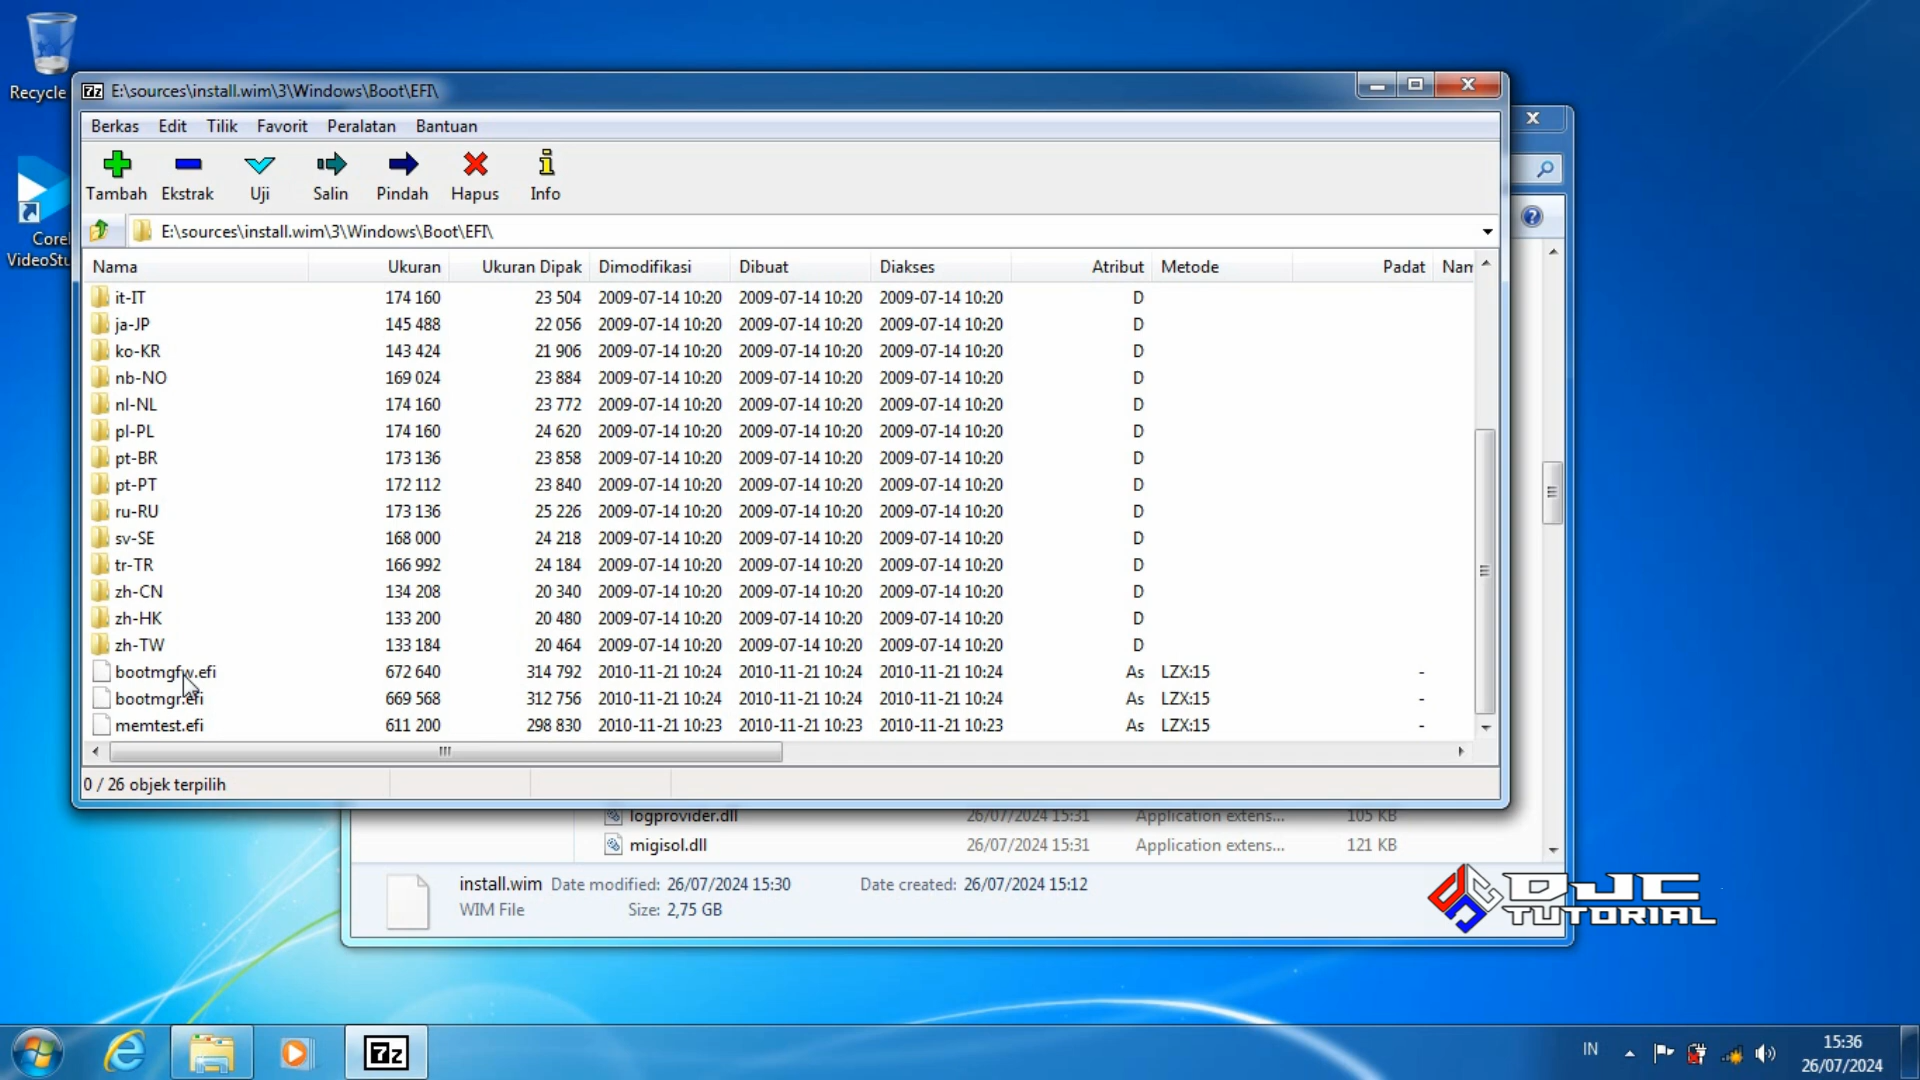 Recycle
Corel
VideoStu
E:\sources\install.wim\3\Windows\Boot\EFI\
Berkas Edit Tilik Favorit Peralatan Bantuan
Tambah Ekstrak Uji Salin Pindah Hapus Info
E:\sources\install.wim\3\Windows\Boot\EFI\
Nama Ukuran Ukuran Dipak Dimodifikasi Dibuat Diakses Atribut Metode Padat Nam
it-IT 174 160 23 504 2009-07-14 10:20 2009-07-14 10:20 2009-07-14 10:20 D
ja-JP 145 488 22 056 2009-07-14 10:20 2009-07-14 10:20 2009-07-14 10:20 D
ko-KR 143 424 21 906 2009-07-14 10:20 2009-07-14 10:20 2009-07-14 10:20 D
nb-NO 169 024 23 884 2009-07-14 10:20 2009-07-14 10:20 2009-07-14 10:20 D
nl-NL 174 160 23 772 2009-07-14 10:20 2009-07-14 10:20 2009-07-14 10:20 D
pl-PL 174 160 24 620 2009-07-14 10:20 2009-07-14 10:20 2009-07-14 10:20 D
pt-BR 173 136 23 858 2009-07-14 10:20 2009-07-14 10:20 2009-07-14 10:20 D
pt-PT 172 112 23 840 2009-07-14 10:20 2009-07-14 10:20 2009-07-14 10:20 D
ru-RU 173 136 25 226 2009-07-14 10:20 2009-07-14 10:20 2009-07-14 10:20 D
sv-SE 168 000 24 218 2009-07-14 10:20 2009-07-14 10:20 2009-07-14 10:20 D
tr-TR 166 992 24 184 2009-07-14 10:20 2009-07-14 10:20 2009-07-14 10:20 D
zh-CN 134 208 20 340 2009-07-14 10:20 2009-07-14 10:20 2009-07-14 10:20 D
zh-HK 133 200 20 480 2009-07-14 10:20 2009-07-14 10:20 2009-07-14 10:20 D
zh-TW 133 184 20 464 2009-07-14 10:20 2009-07-14 10:20 2009-07-14 10:20 D
bootmgfw.efi 672 640 314 792 2010-11-21 10:24 2010-11-21 10:24 2010-11-21 10:24 As LZX:15 -
bootmgr.efi 669 568 312 756 2010-11-21 10:24 2010-11-21 10:24 2010-11-21 10:24 As LZX:15 -
memtest.efi 611 200 298 830 2010-11-21 10:23 2010-11-21 10:23 2010-11-21 10:23 As LZX:15 -
0 / 26 objek terpilih
logprovider.dll 26/07/2024 15:31 Application extens... 105 KB
migisol.dll 26/07/2024 15:31 Application extens... 121 KB
install.wim Date modified: 26/07/2024 15:30 Date created: 26/07/2024 15:12
WIM File Size: 2,75 GB
DJC
TUTORIAL
IN
15:36
26/07/2024